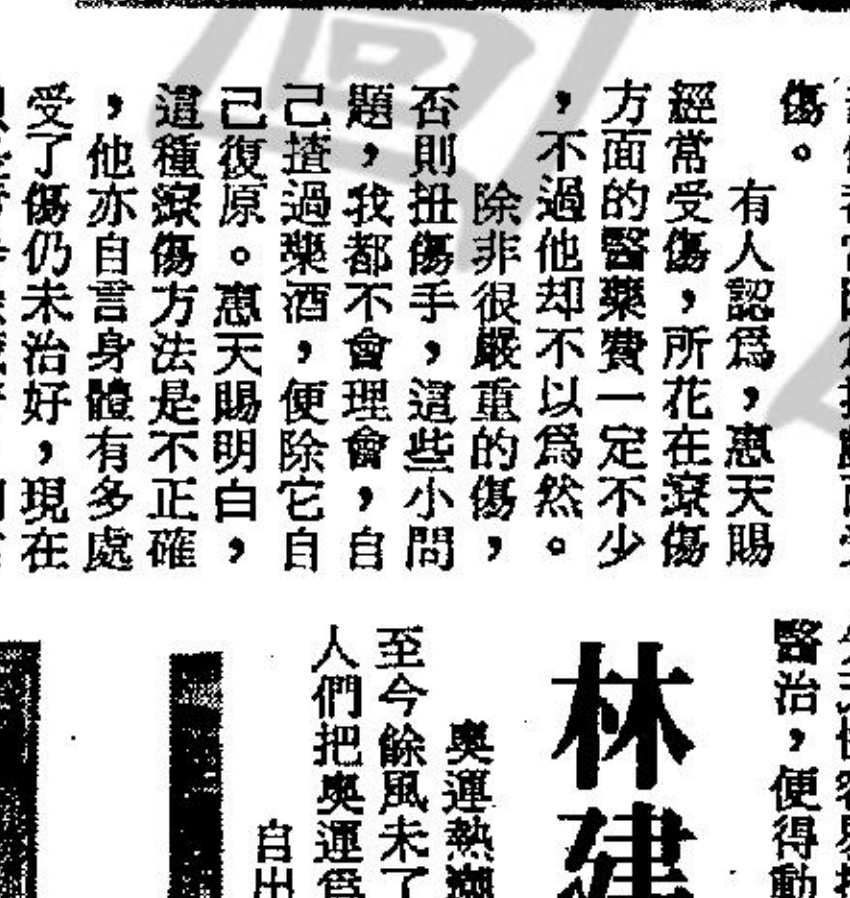 傷。
有人認爲，惠天賜
經常受傷，所花在療傷
方面的醫藥費一定不少
，不過他却不以爲然。
除非很嚴重的傷，
否則扭傷手，這些小問
題，我都不會理會，自
己揸過藥酒，便除它自
己復原。惠天賜明白，
這種療傷方法是不正確
，他亦自言身體有多處
受了傷仍未治好，現在
醫治，便得動
林建
奧運熱潮
至今餘風未了
人們把奧運爲
自出